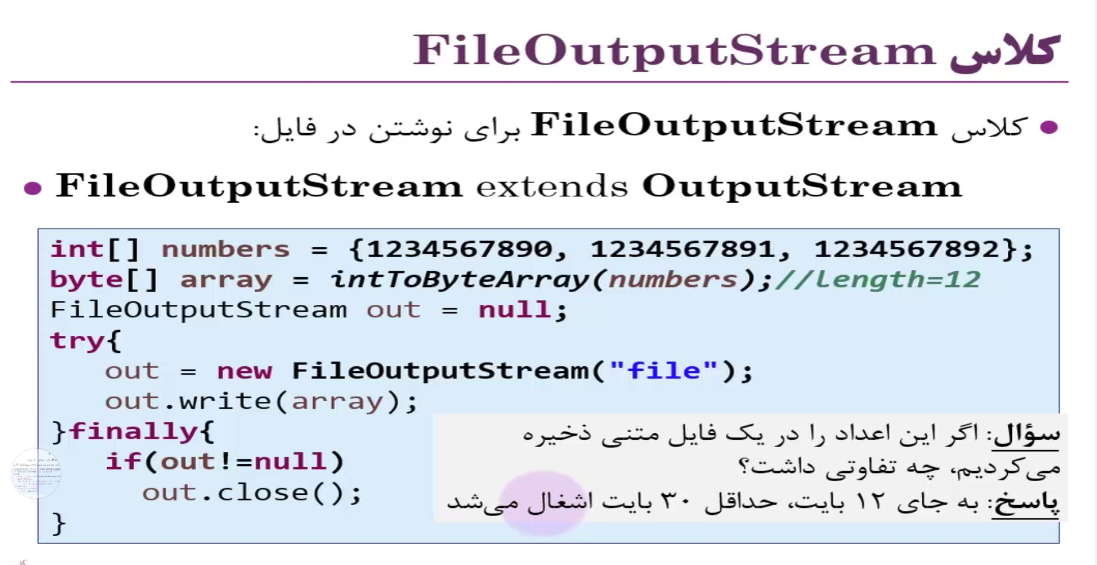 کلاس FileOutputStream
● کلاس FileOutputStream برای نوشتن در فایل:
● FileOutputStream extends OutputStream
int[] numbers = {1234567890, 1234567891, 1234567892};
byte[] array = intToByteArray(numbers);//length=12
FileOutputStream out = null;
try{
out = new FileOutputStream("file");
out.write(array);
}finally{
if(out!=null)
out.close();
}
سؤال: اگر این اعداد را در یک فایل متنی ذخیره
می‌کردیم، چه تفاوتی داشت؟
پاسخ: به جای ۱۲ بایت، حداقل ۳۰ بایت اشغال می‌شد